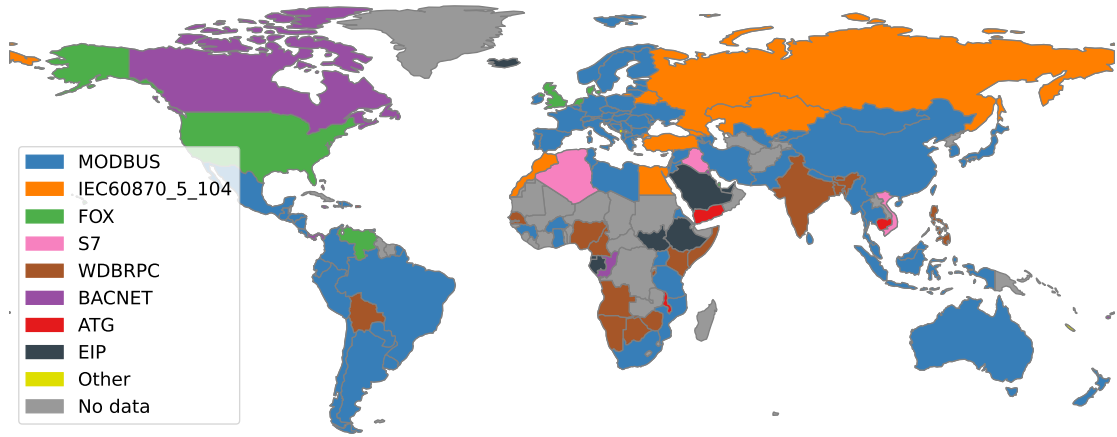 MODBUS
IEC60870_5_104
FOX
S7
WDBRPC
BACNET
ATG
EIP
Other
No data